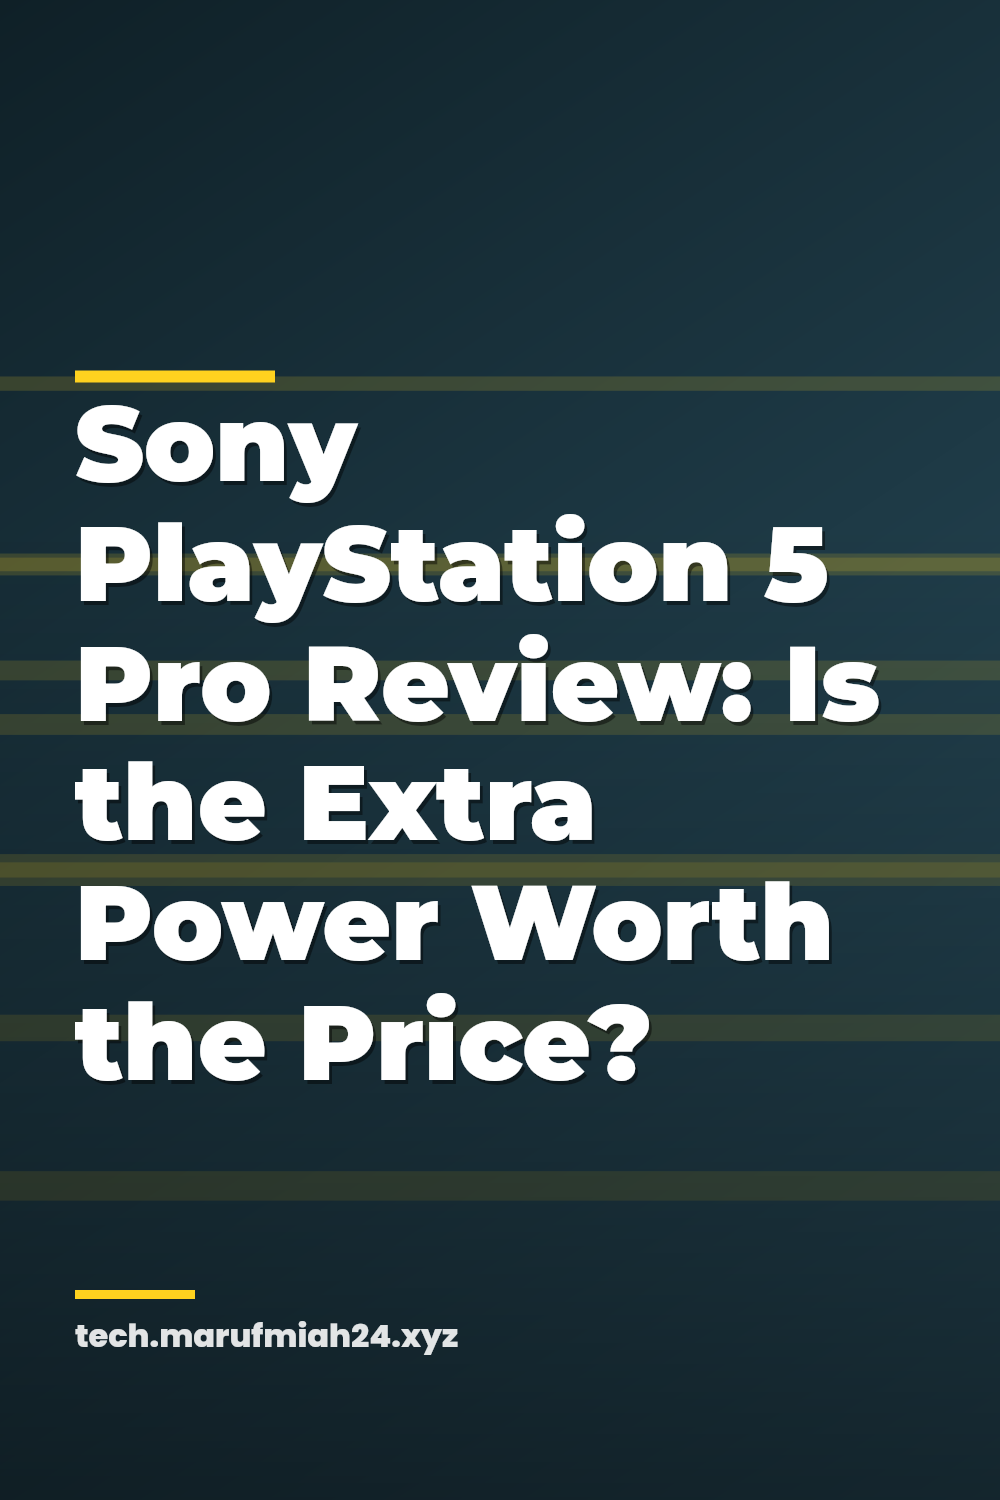 Sony
PlayStation 5
Pro Review: Is
the Extra
Power Worth
the Price?
tech.marufmiah24.xyz